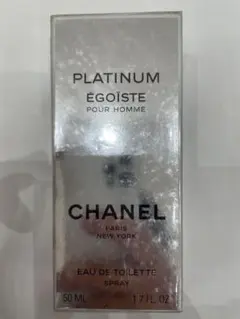 PLATINUM
ÉGOÏSTE
POUR HOMME
CHANEL
PARIS
NEW YORK
EAU DE TOILETTE
SPRAY
50 ML 1.7 FL. OZ